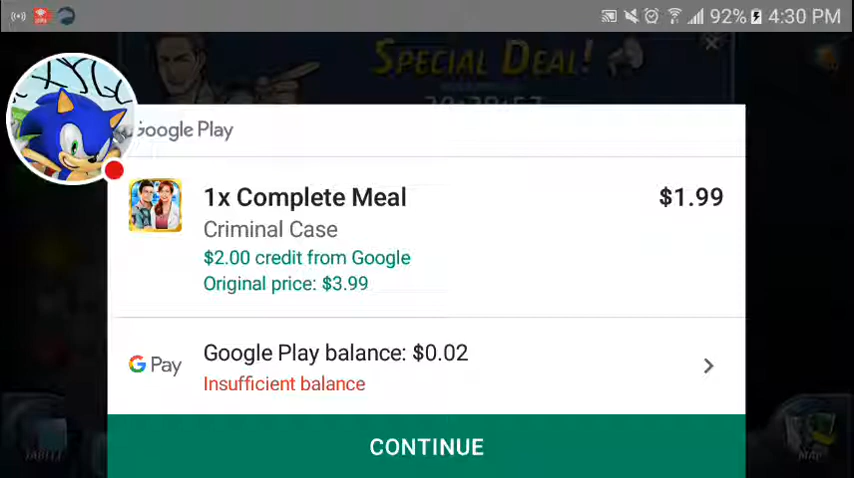 92% 4:30 PM
SPECIAL DEAL!
Google Play
1x Complete Meal $1.99
Criminal Case
$2.00 credit from Google
Original price: $3.99
G Pay Google Play balance: $0.02
Insufficient balance
CONTINUE
MAP